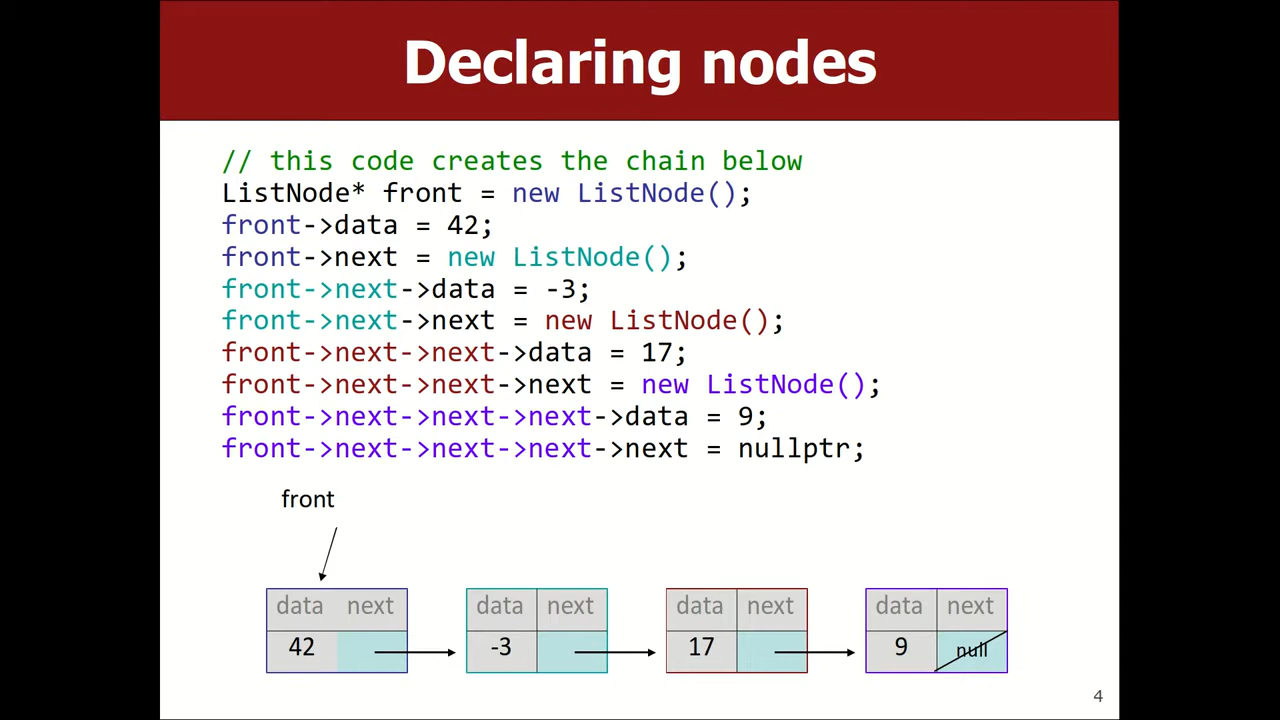 Declaring nodes
// this code creates the chain below
ListNode* front = new ListNode();
front->data = 42;
front->next = new ListNode();
front->next->data = -3;
front->next->next = new ListNode();
front->next->next->data = 17;
front->next->next->next = new ListNode();
front->next->next->next->data = 9;
front->next->next->next->next = nullptr;
front
data next data next data next data next
42 -3 17 9 null
4